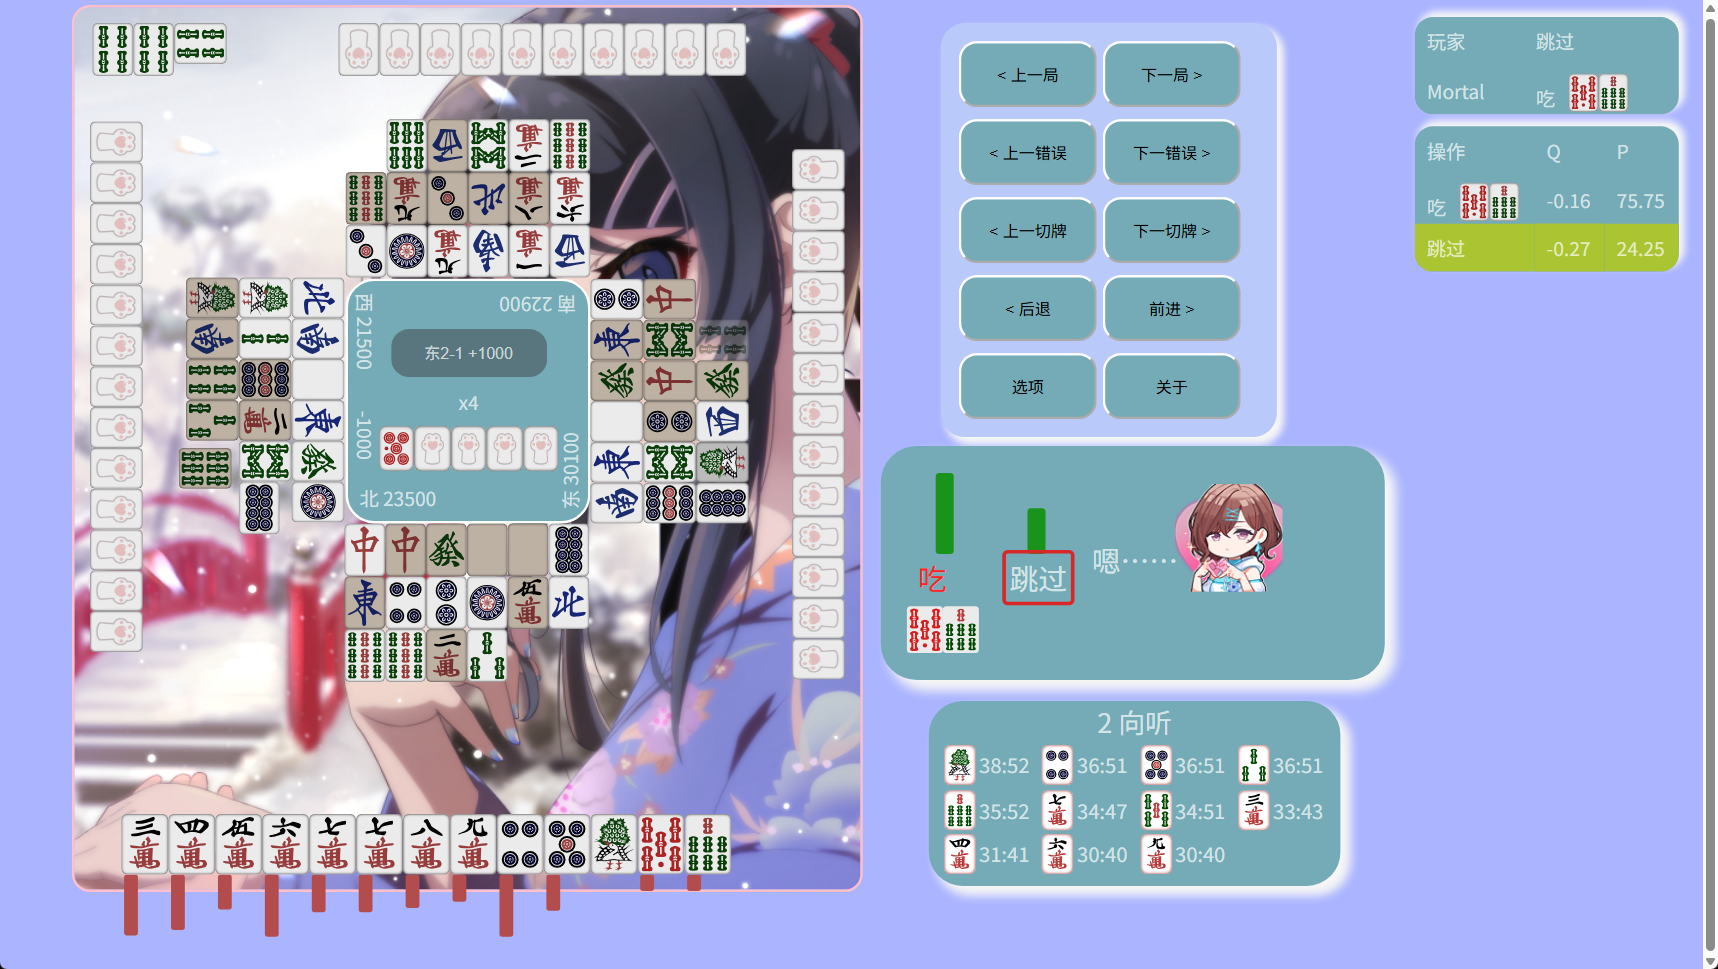 南 22900
西 21500
东2-1 +1000
x4
-1000
北 23500
东 30100
< 上一局
下一局 >
< 上一错误
下一错误 >
< 上一切牌
下一切牌 >
< 后退
前进 >
选项
关于
玩家 跳过
Mortal 吃
操作 Q P
吃 -0.16 75.75
跳过 -0.27 24.25
吃
跳过
嗯……
2 向听
38:52 36:51 36:51 36:51
35:52 34:47 34:51 33:43
31:41 30:40 30:40